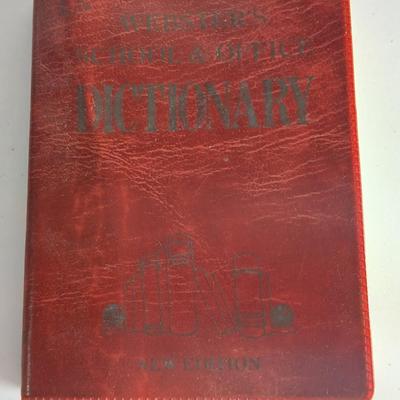 WEBSTER'S
SCHOOL & OFFICE
DICTIONARY
NEW EDITION